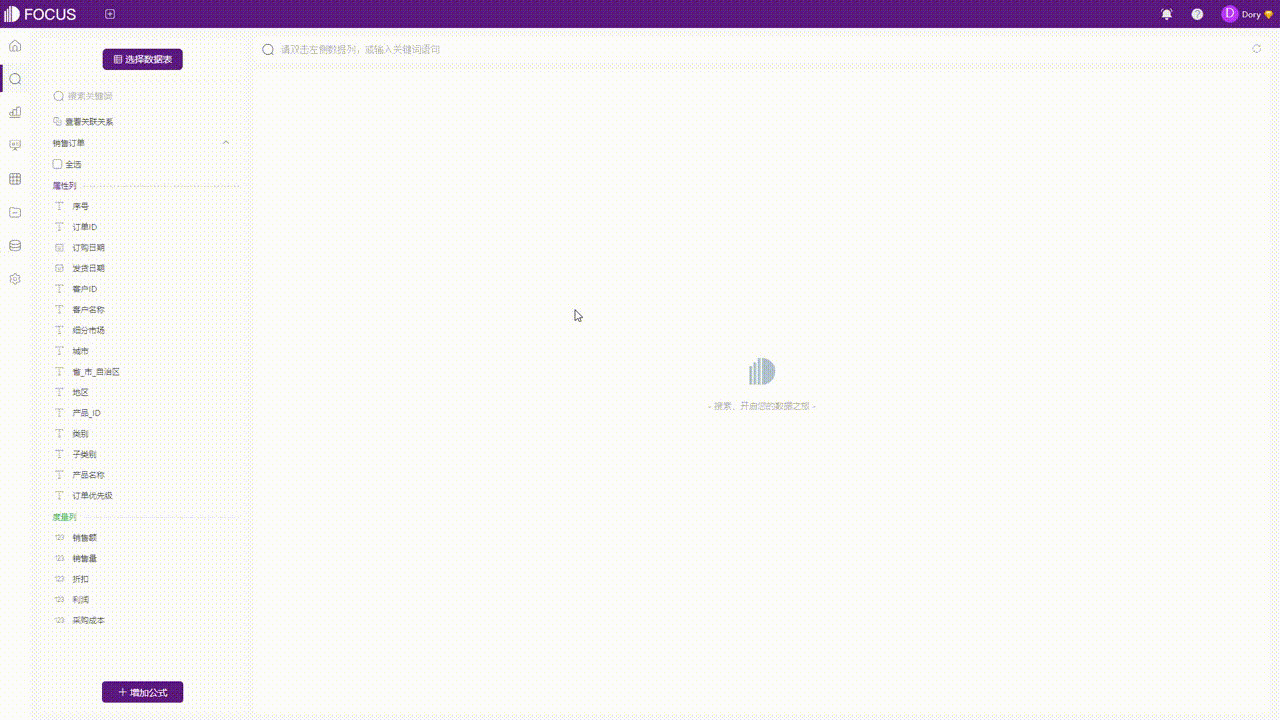 FOCUS
Dory
选择数据表
请双击左侧数据列，或输入关键词语句
搜索关键词
查看关联关系
销售订单
全选
属性列
序号
订单ID
订购日期
发货日期
客户ID
客户名称
细分市场
城市
省_市_自治区
地区
产品_ID
类别
子类别
产品名称
订单优先级
度量列
123 销售额
123 销售量
123 折扣
123 利润
123 采购成本
增加公式
- 搜索，开启您的数据之旅 -